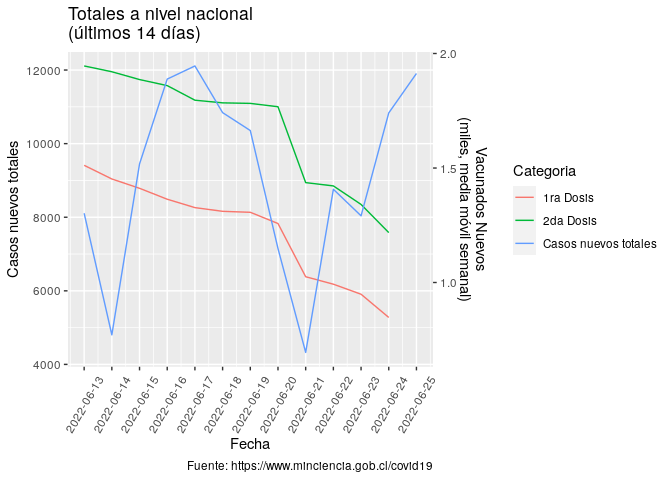 Totales a nivel nacional
(últimos 14 días)
Casos nuevos totales
12000
10000
8000
6000
4000
2.0
1.5
1.0
Vacunados Nuevos
(miles, media móvil semanal)
2022-06-13
2022-06-14
2022-06-15
2022-06-16
2022-06-17
2022-06-18
2022-06-19
2022-06-20
2022-06-21
2022-06-22
2022-06-23
2022-06-24
2022-06-25
Fecha
Categoria
1ra Dosis
2da Dosis
Casos nuevos totales
Fuente: https://www.minciencia.gob.cl/covid19